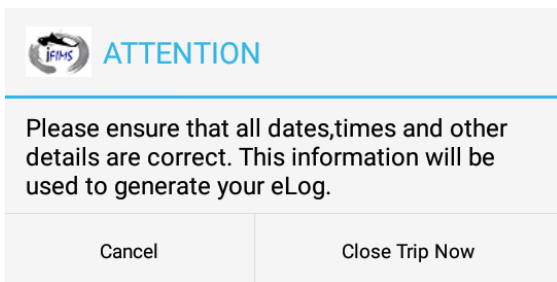 iFIMS
ATTENTION
Please ensure that all dates,times and other
details are correct. This information will be
used to generate your eLog.
Cancel
Close Trip Now